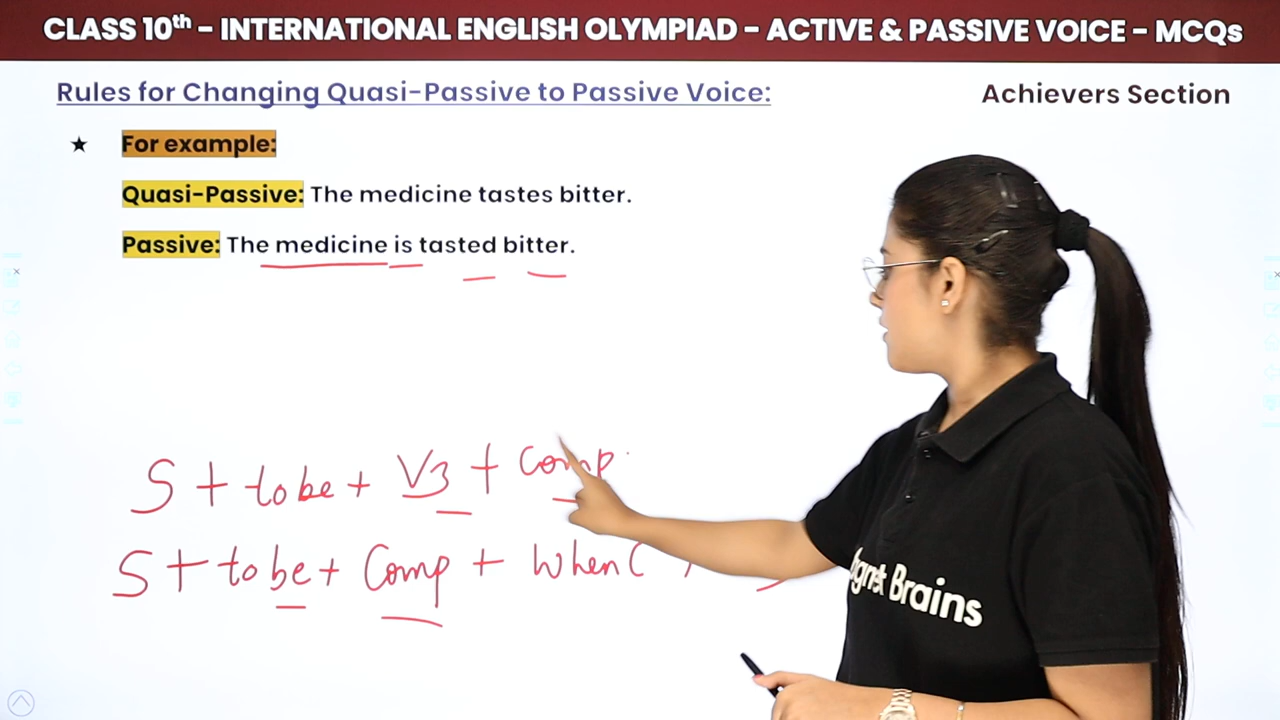 CLASS 10th – INTERNATIONAL ENGLISH OLYMPIAD – ACTIVE & PASSIVE VOICE – MCQs
Rules for Changing Quasi-Passive to Passive Voice:
Achievers Section
★ For example:
Quasi-Passive: The medicine tastes bitter.
Passive: The medicine is tasted bitter.
S + to be + V3 + Comp
S + to be + Comp + When (
Brains